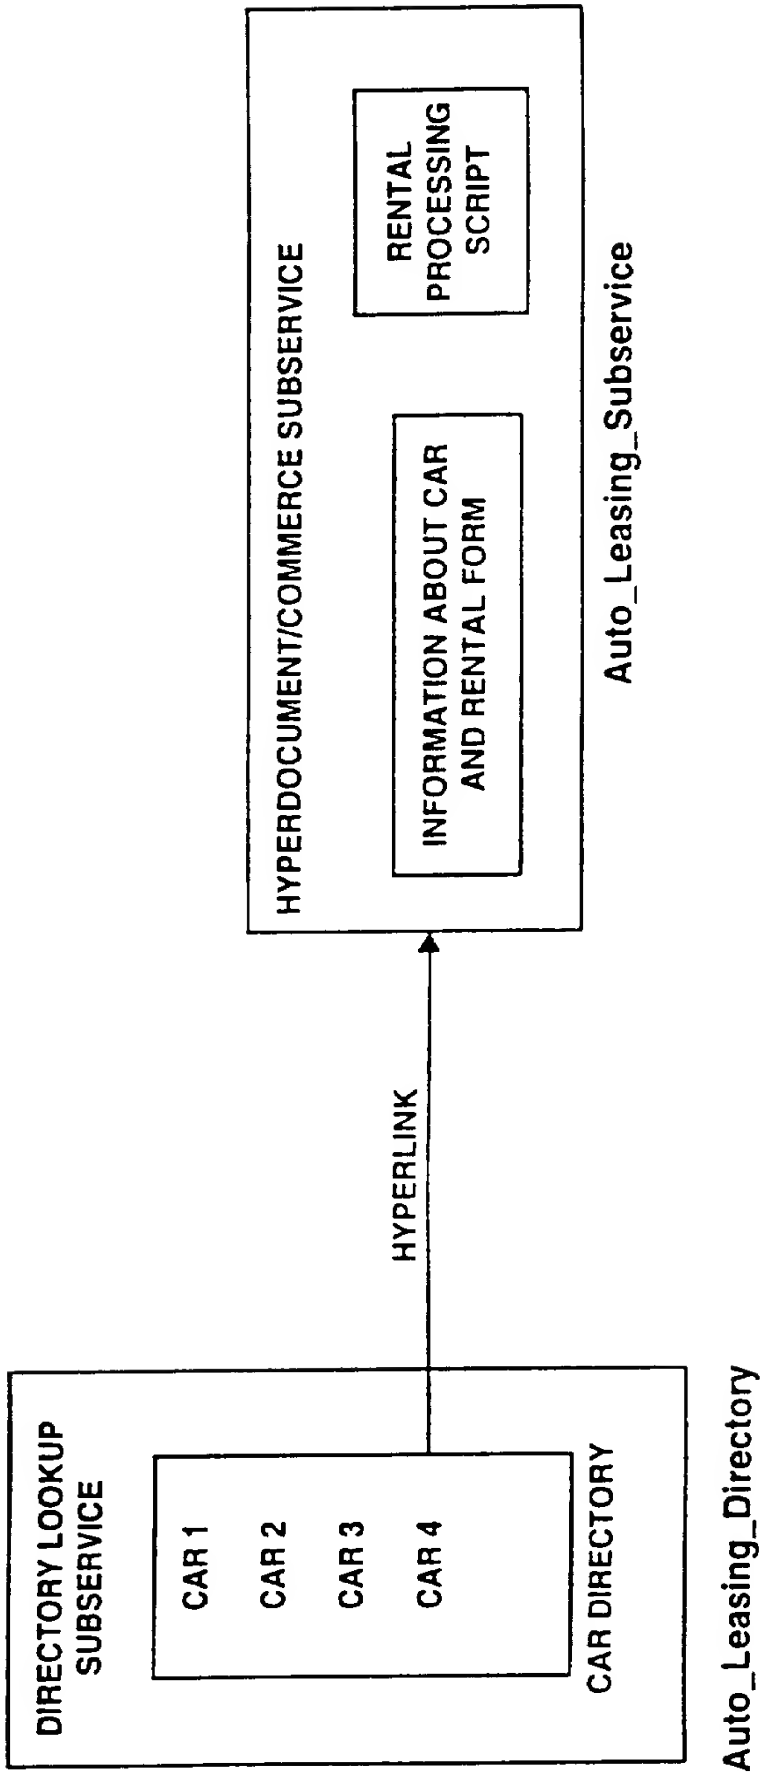 DIRECTORY LOOKUP
SUBSERVICE
CAR 1
CAR 2
CAR 3
CAR 4
CAR DIRECTORY
Auto_Leasing_Directory
HYPERLINK
HYPERDOCUMENT/COMMERCE SUBSERVICE
INFORMATION ABOUT CAR
AND RENTAL FORM
RENTAL
PROCESSING
SCRIPT
Auto_Leasing_Subservice